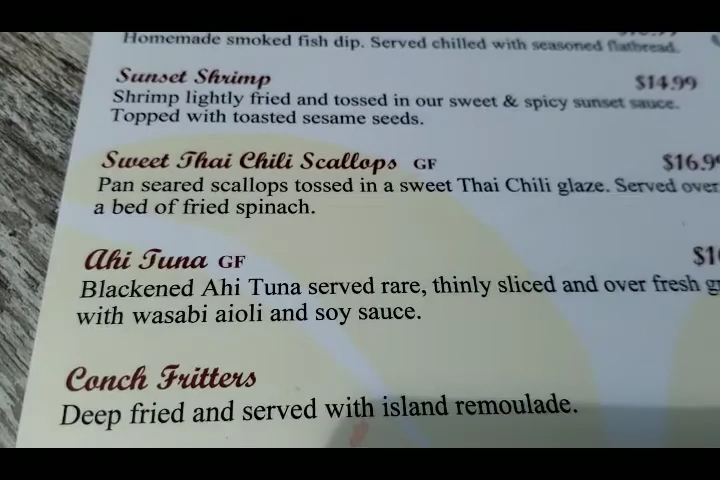 Homemade smoked fish dip. Served chilled with seasoned flatbread.
Sunset Shrimp $14.99
Shrimp lightly fried and tossed in our sweet & spicy sunset sauce.
Topped with toasted sesame seeds.
Sweet Thai Chili Scallops GF $16.9
Pan seared scallops tossed in a sweet Thai Chili glaze. Served over
a bed of fried spinach.
Ahi Tuna GF $1
Blackened Ahi Tuna served rare, thinly sliced and over fresh
with wasabi aioli and soy sauce.
Conch Fritters
Deep fried and served with island remoulade.